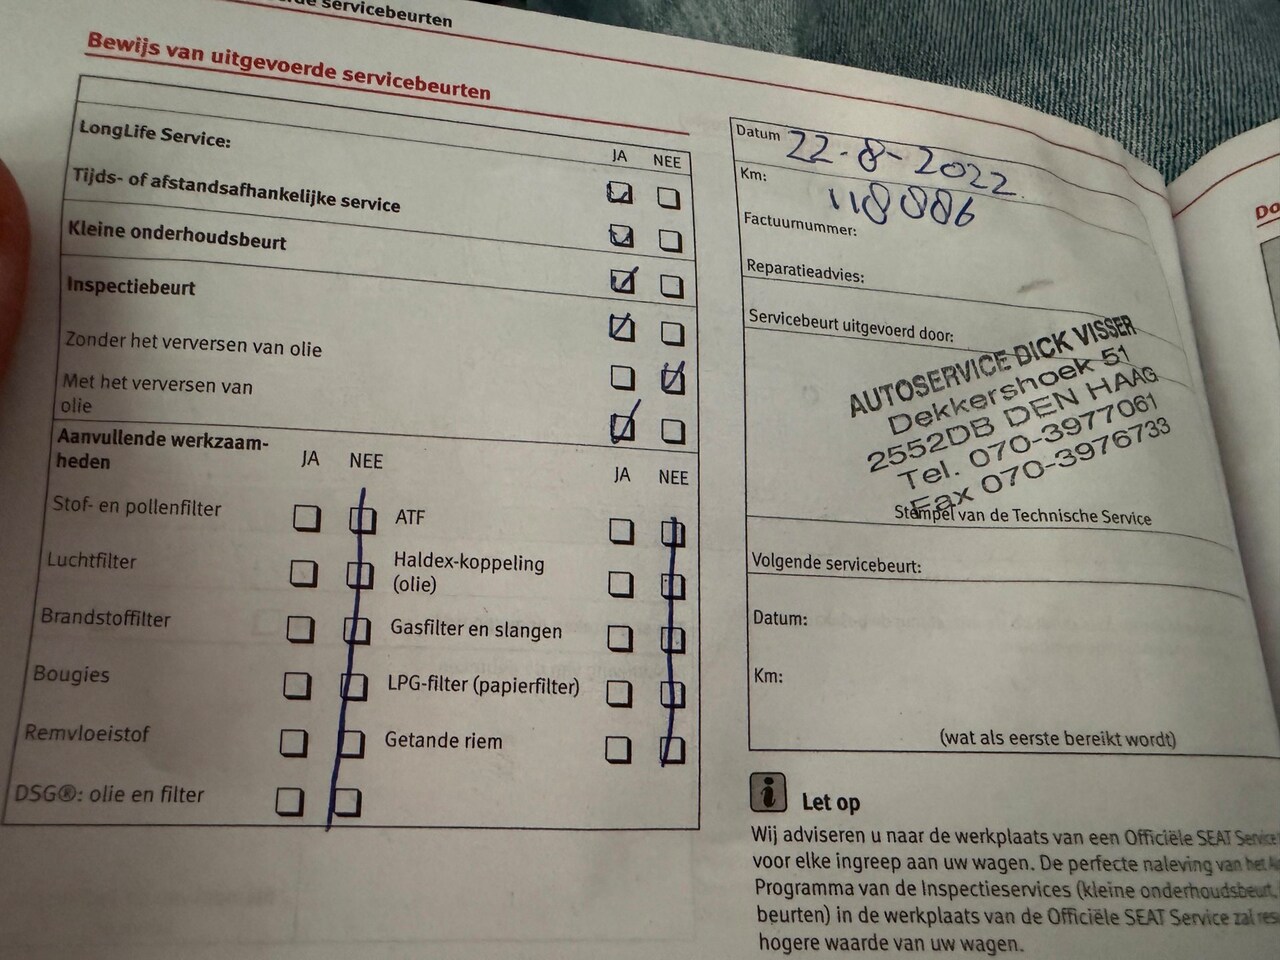 servicebeurten
Bewijs van uitgevoerde servicebeurten
LongLife Service:
JA NEE
Tijds- of afstandsafhankelijke service
Kleine onderhoudsbeurt
Inspectiebeurt
Zonder het verversen van olie
Met het verversen van
olie
Aanvullende werkzaam-
heden
JA NEE
JA NEE
Stof- en pollenfilter
ATF
Luchtfilter
Haldex-koppeling
(olie)
Brandstoffilter
Gasfilter en slangen
Bougies
LPG-filter (papierfilter)
Remvloeistof
Getande riem
DSG®: olie en filter
Datum 22-8-2022
Km: 118886
Factuurnummer:
Reparatieadvies:
Servicebeurt uitgevoerd door:
AUTOSERVICE DICK VISSER
Dekkershoek 51
2552DB DEN HAAG
Tel. 070-3977061
Fax 070-3976733
Stempel van de Technische Service
Volgende servicebeurt:
Datum:
Km:
(wat als eerste bereikt wordt)
i Let op
Wij adviseren u naar de werkplaats van een Officiële SEAT Service
voor elke ingreep aan uw wagen. De perfecte naleving van het
Programma van de Inspectieservices (kleine onderhoudsbeurt,
beurten) in de werkplaats van de Officiële SEAT Service zal
hogere waarde van uw wagen.